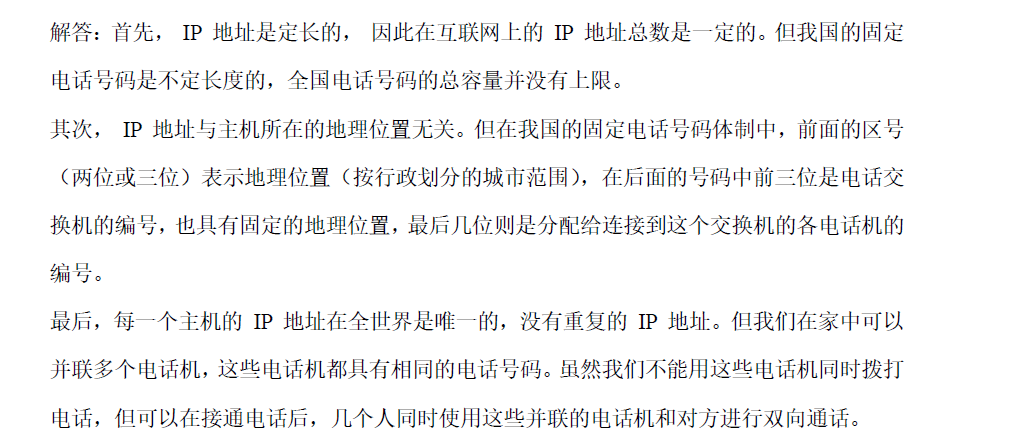 解答：首先， IP 地址是定长的， 因此在互联网上的 IP 地址总数是一定的。但我国的固定
电话号码是不定长度的，全国电话号码的总容量并没有上限。
其次， IP 地址与主机所在的地理位置无关。但在我国的固定电话号码体制中，前面的区号
（两位或三位）表示地理位置（按行政划分的城市范围），在后面的号码中前三位是电话交
换机的编号，也具有固定的地理位置，最后几位则是分配给连接到这个交换机的各电话机的
编号。
最后，每一个主机的 IP 地址在全世界是唯一的，没有重复的 IP 地址。但我们在家中可以
并联多个电话机，这些电话机都具有相同的电话号码。虽然我们不能用这些电话机同时拨打
电话，但可以在接通电话后，几个人同时使用这些并联的电话机和对方进行双向通话。